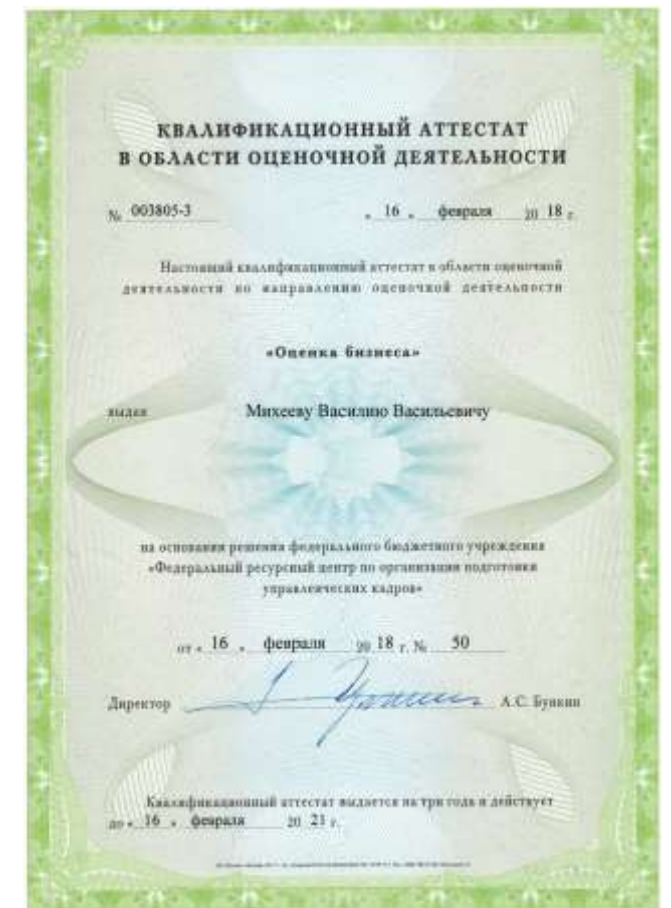 КВАЛИФИКАЦИОННЫЙ АТТЕСТАТ
В ОБЛАСТИ ОЦЕНОЧНОЙ ДЕЯТЕЛЬНОСТИ
№ 003805-3 « 16 » февраля 20 18 г.
Настоящий квалификационный аттестат в области оценочной
деятельности по направлению оценочной деятельности
«Оценка бизнеса»
выдан Михееву Василию Васильевичу
на основании решения федерального бюджетного учреждения
«Федеральный ресурсный центр по организации подготовки
управленческих кадров»
от « 16 » февраля 20 18 г. № 50
Директор А.С. Бункин
Квалификационный аттестат выдается на три года и действует
до « 16 » февраля 20 21 г.